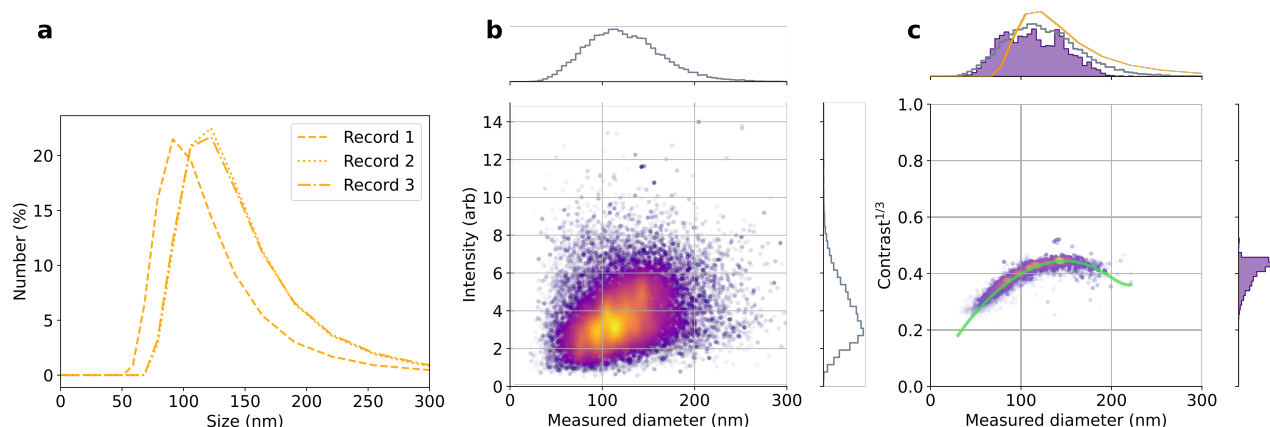 a
Number (%)
20
15
10
5
0
0 50 100 150 200 250 300
Size (nm)
Record 1
Record 2
Record 3
b
Intensity (arb)
14
12
10
8
6
4
2
0
0 100 200 300
Measured diameter (nm)
c
Contrast^1/3
1.0
0.8
0.6
0.4
0.2
0.0
0 100 200 300
Measured diameter (nm)